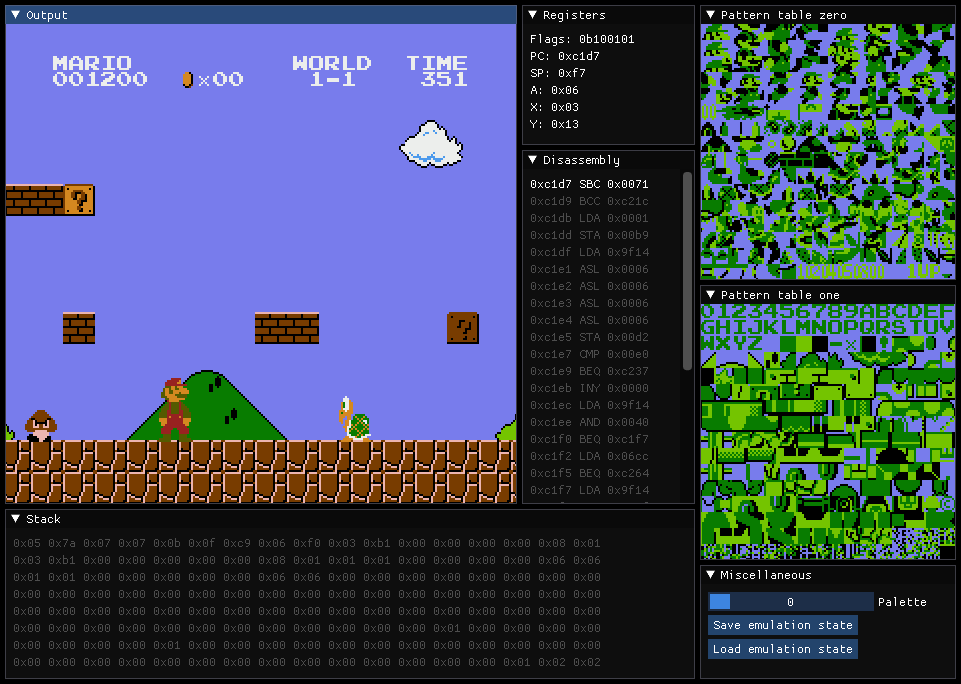 Output
MARIO WORLD TIME
001200 ×00 1-1 351
?
?
Registers
Flags: 0b100101
PC: 0xc1d7
SP: 0xf7
A: 0x06
X: 0x03
Y: 0x13
Disassembly
0xc1d7 SBC 0x0071
0xc1d9 BCC 0xc21c
0xc1db LDA 0x0001
0xc1dd STA 0x00b9
0xc1df LDA 0x9f14
0xc1e1 ASL 0x0006
0xc1e2 ASL 0x0006
0xc1e3 ASL 0x0006
0xc1e4 ASL 0x0006
0xc1e5 STA 0x00d2
0xc1e7 CMP 0x00e0
0xc1e9 BEQ 0xc237
0xc1eb INY 0x0000
0xc1ec LDA 0x9f14
0xc1ee AND 0x0040
0xc1f0 BEQ 0xc1f7
0xc1f2 LDA 0x06cc
0xc1f5 BEQ 0xc264
0xc1f7 LDA 0x9f14
Stack
0x05 0x7a 0x07 0x07 0x0b 0x0f 0xc9 0x06 0xf0 0x03 0xb1 0x00 0x00 0x00 0x00 0x08 0x01
0x03 0xb1 0x00 0x00 0x00 0x00 0x00 0x08 0x01 0x01 0x01 0x00 0x00 0x00 0x00 0x06 0x06
0x01 0x01 0x00 0x00 0x00 0x00 0x00 0x06 0x06 0x00 0x00 0x00 0x00 0x00 0x00 0x00 0x00
0x00 0x00 0x00 0x00 0x00 0x00 0x00 0x00 0x00 0x00 0x00 0x00 0x00 0x00 0x00 0x00 0x00
0x00 0x00 0x00 0x00 0x00 0x00 0x00 0x00 0x00 0x00 0x00 0x00 0x00 0x00 0x00 0x00 0x00
0x00 0x00 0x00 0x00 0x00 0x00 0x00 0x00 0x00 0x00 0x00 0x00 0x01 0x00 0x00 0x00 0x00
0x00 0x00 0x00 0x00 0x01 0x00 0x00 0x00 0x00 0x00 0x00 0x00 0x00 0x00 0x00 0x00 0x00
0x00 0x00 0x00 0x00 0x00 0x00 0x00 0x00 0x00 0x00 0x00 0x00 0x00 0x00 0x01 0x02 0x02
Pattern table zero
1UP
Pattern table one
0123456789ABCDEF
GHIJKLMNOPQRSTUV
WXYZ
Miscellaneous
0 Palette
Save emulation state
Load emulation state